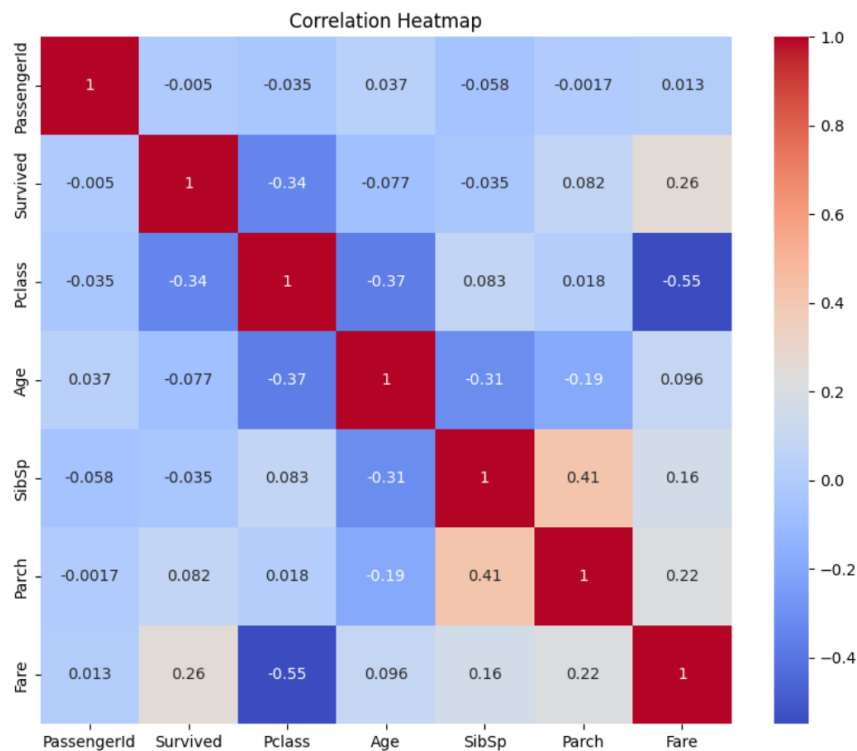 Correlation Heatmap
PassengerId 1 -0.005 -0.035 0.037 -0.058 -0.0017 0.013
Survived -0.005 1 -0.34 -0.077 -0.035 0.082 0.26
Pclass -0.035 -0.34 1 -0.37 0.083 0.018 -0.55
Age 0.037 -0.077 -0.37 1 -0.31 -0.19 0.096
SibSp -0.058 -0.035 0.083 -0.31 1 0.41 0.16
Parch -0.0017 0.082 0.018 -0.19 0.41 1 0.22
Fare 0.013 0.26 -0.55 0.096 0.16 0.22 1
PassengerId Survived Pclass Age SibSp Parch Fare
1.0
0.8
0.6
0.4
0.2
0.0
−0.2
−0.4